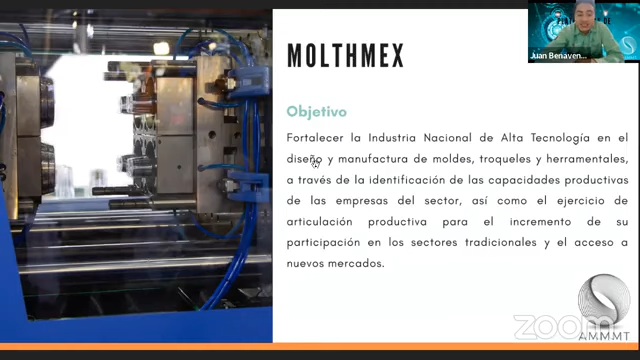 MOLTHMEX
Juan Benaven...
Objetivo
Fortalecer la Industria Nacional de Alta Tecnología en el
diseño y manufactura de moldes, troqueles y herramentales,
a través de la identificación de las capacidades productivas
de las empresas del sector, así como el ejercicio de
articulación productiva para el incremento de su
participación en los sectores tradicionales y el acceso a
nuevos mercados.
zoom
AMMMT